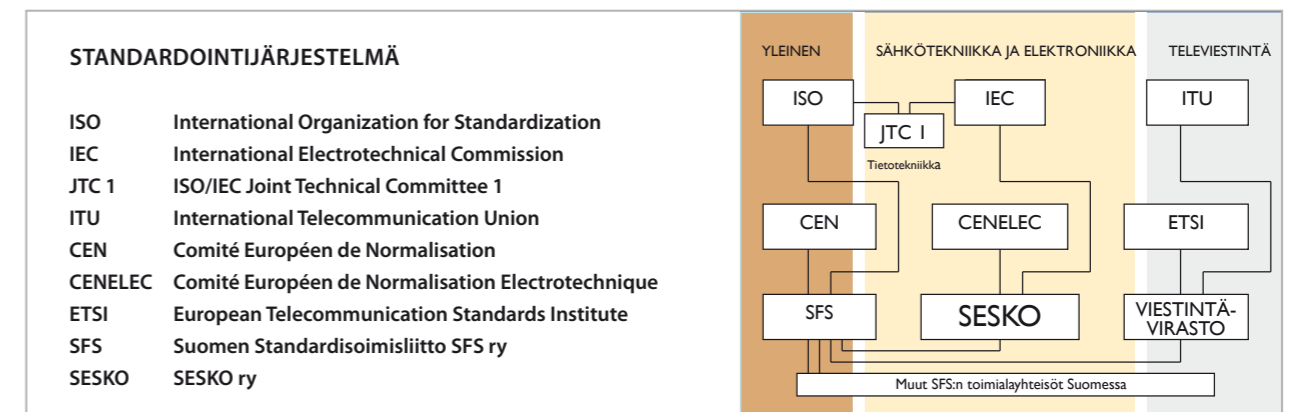 STANDARDOINTIJÄRJESTELMÄ
ISO International Organization for Standardization
IEC International Electrotechnical Commission
JTC 1 ISO/IEC Joint Technical Committee 1
ITU International Telecommunication Union
CEN Comité Européen de Normalisation
CENELEC Comité Européen de Normalisation Electrotechnique
ETSI European Telecommunication Standards Institute
SFS Suomen Standardisoimisliitto SFS ry
SESKO SESKO ry
YLEINEN SÄHKÖTEKNIIKKA JA ELEKTRONIIKKA TELEVIESTINTÄ
ISO IEC ITU
JTC 1
Tietotekniikka
CEN CENELEC ETSI
SFS SESKO VIESTINTÄ-
VIRASTO
Muut SFS:n toimialayhteisöt Suomessa